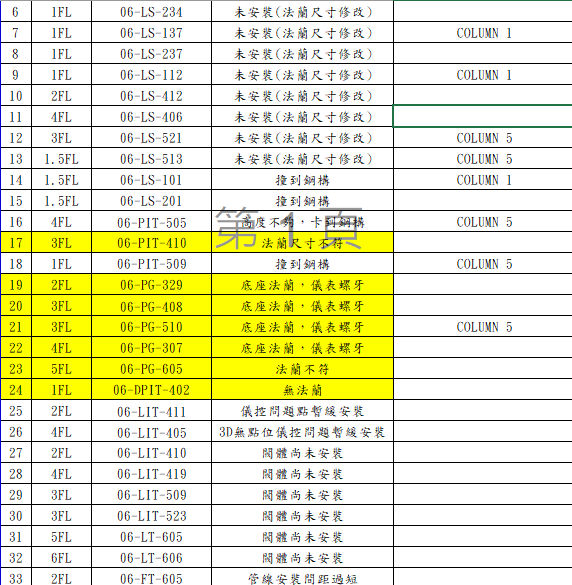 6 1FL 06-LS-234 未安裝(法蘭尺寸修改)
7 1FL 06-LS-137 未安裝(法蘭尺寸修改) COLUMN 1
8 1FL 06-LS-237 未安裝(法蘭尺寸修改)
9 1FL 06-LS-112 未安裝(法蘭尺寸修改) COLUMN 1
10 2FL 06-LS-412 未安裝(法蘭尺寸修改)
11 4FL 06-LS-406 未安裝(法蘭尺寸修改)
12 3FL 06-LS-521 未安裝(法蘭尺寸修改) COLUMN 5
13 1.5FL 06-LS-513 未安裝(法蘭尺寸修改) COLUMN 5
14 1.5FL 06-LS-101 撞到鋼構 COLUMN 1
15 1.5FL 06-LS-201 撞到鋼構
第 1 頁
16 4FL 06-PIT-505 高度不夠，卡到鋼構 COLUMN 5
17 3FL 06-PIT-410 法蘭尺寸不符
18 1FL 06-PIT-509 撞到鋼構 COLUMN 5
19 2FL 06-PG-329 底座法蘭，儀表螺牙
20 3FL 06-PG-408 底座法蘭，儀表螺牙
21 3FL 06-PG-510 底座法蘭，儀表螺牙 COLUMN 5
22 4FL 06-PG-307 底座法蘭，儀表螺牙
23 5FL 06-PG-605 法蘭不符
24 1FL 06-DPIT-402 無法蘭
25 2FL 06-LIT-411 儀控問題點暫緩安裝
26 4FL 06-LIT-405 3D無點位儀控問題暫緩安裝
27 2FL 06-LIT-410 閥體尚未安裝
28 4FL 06-LIT-419 閥體尚未安裝
29 3FL 06-LIT-509 閥體尚未安裝
30 3FL 06-LIT-523 閥體尚未安裝
31 5FL 06-LT-605 閥體尚未安裝
32 6FL 06-LT-606 閥體尚未安裝
33 2FL 06-FT-605 管線安裝間距過短